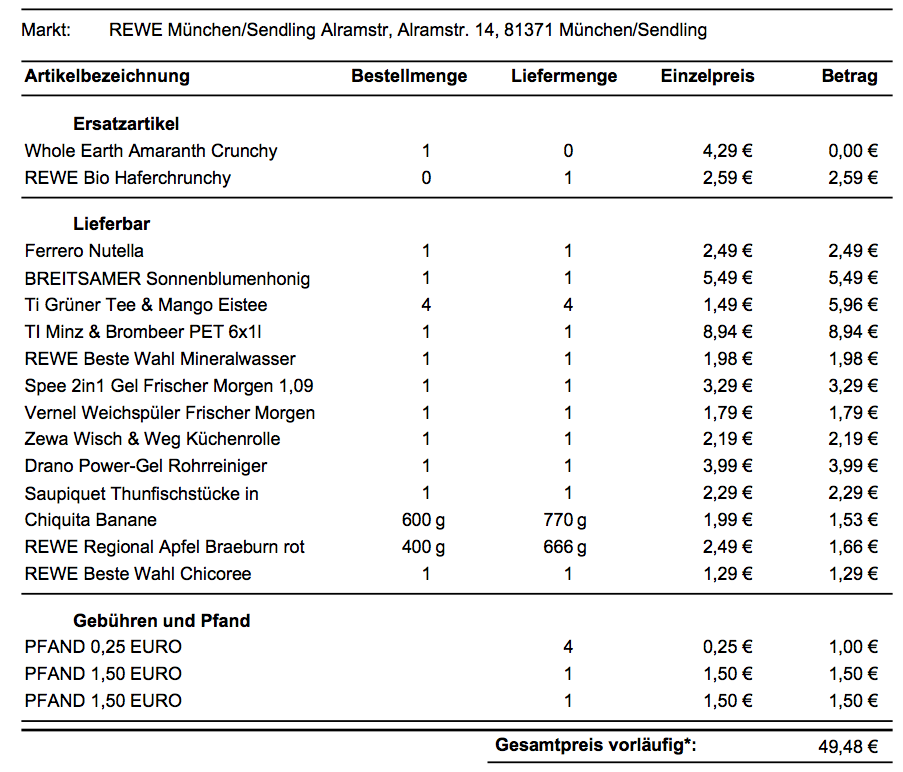 Markt: REWE München/Sendling Alramstr, Alramstr. 14, 81371 München/Sendling
Artikelbezeichnung Bestellmenge Liefermenge Einzelpreis Betrag
Ersatzartikel
Whole Earth Amaranth Crunchy 1 0 4,29 € 0,00 €
REWE Bio Haferchrunchy 0 1 2,59 € 2,59 €
Lieferbar
Ferrero Nutella 1 1 2,49 € 2,49 €
BREITSAMER Sonnenblumenhonig 1 1 5,49 € 5,49 €
Ti Grüner Tee & Mango Eistee 4 4 1,49 € 5,96 €
TI Minz & Brombeer PET 6x1l 1 1 8,94 € 8,94 €
REWE Beste Wahl Mineralwasser 1 1 1,98 € 1,98 €
Spee 2in1 Gel Frischer Morgen 1,09 1 1 3,29 € 3,29 €
Vernel Weichspüler Frischer Morgen 1 1 1,79 € 1,79 €
Zewa Wisch & Weg Küchenrolle 1 1 2,19 € 2,19 €
Drano Power-Gel Rohrreiniger 1 1 3,99 € 3,99 €
Saupiquet Thunfischstücke in 1 1 2,29 € 2,29 €
Chiquita Banane 600 g 770 g 1,99 € 1,53 €
REWE Regional Apfel Braeburn rot 400 g 666 g 2,49 € 1,66 €
REWE Beste Wahl Chicoree 1 1 1,29 € 1,29 €
Gebühren und Pfand
PFAND 0,25 EURO 4 0,25 € 1,00 €
PFAND 1,50 EURO 1 1,50 € 1,50 €
PFAND 1,50 EURO 1 1,50 € 1,50 €
Gesamtpreis vorläufig*: 49,48 €